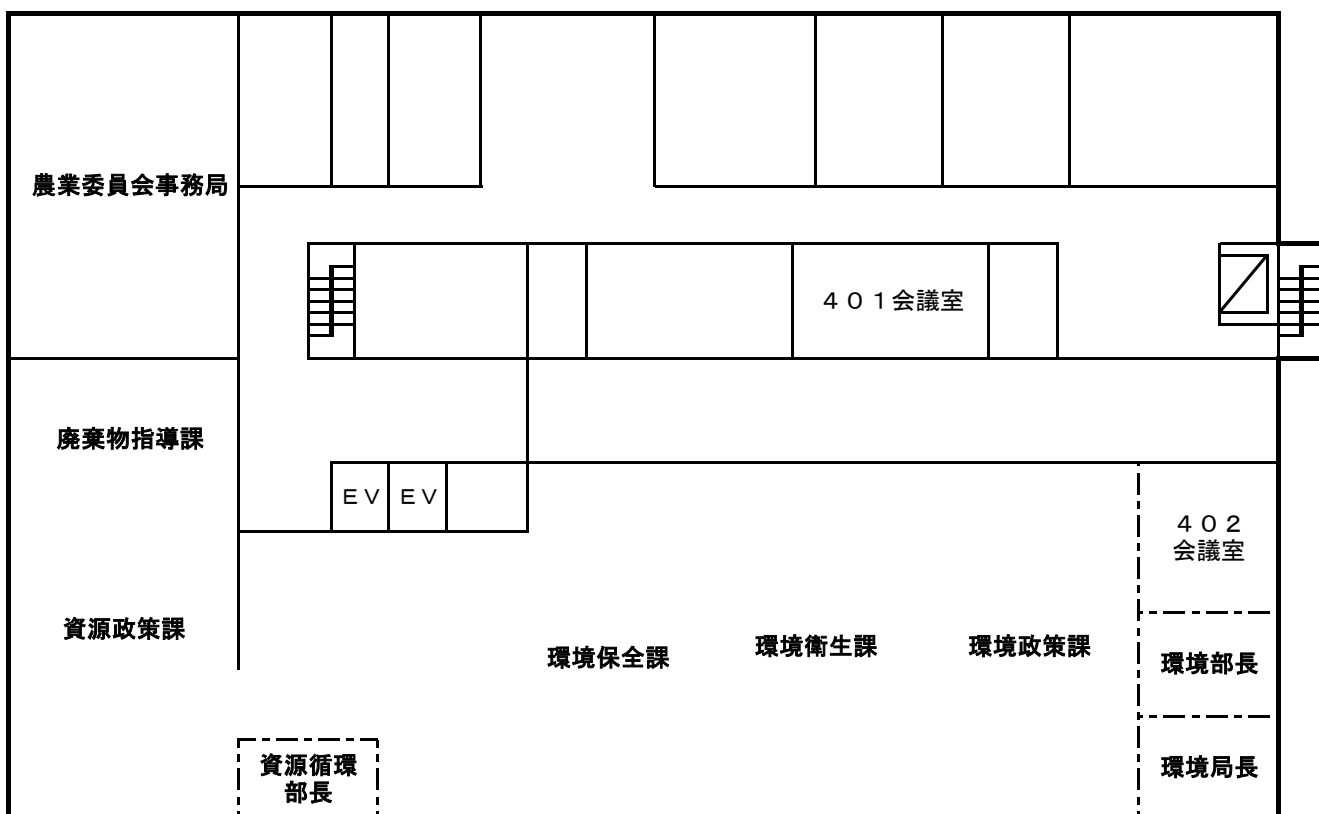 農業委員会事務局
４０１会議室
廃棄物指導課
ＥＶ
ＥＶ
４０２
会議室
資源政策課
環境保全課
環境衛生課
環境政策課
環境部長
資源循環
部長
環境局長